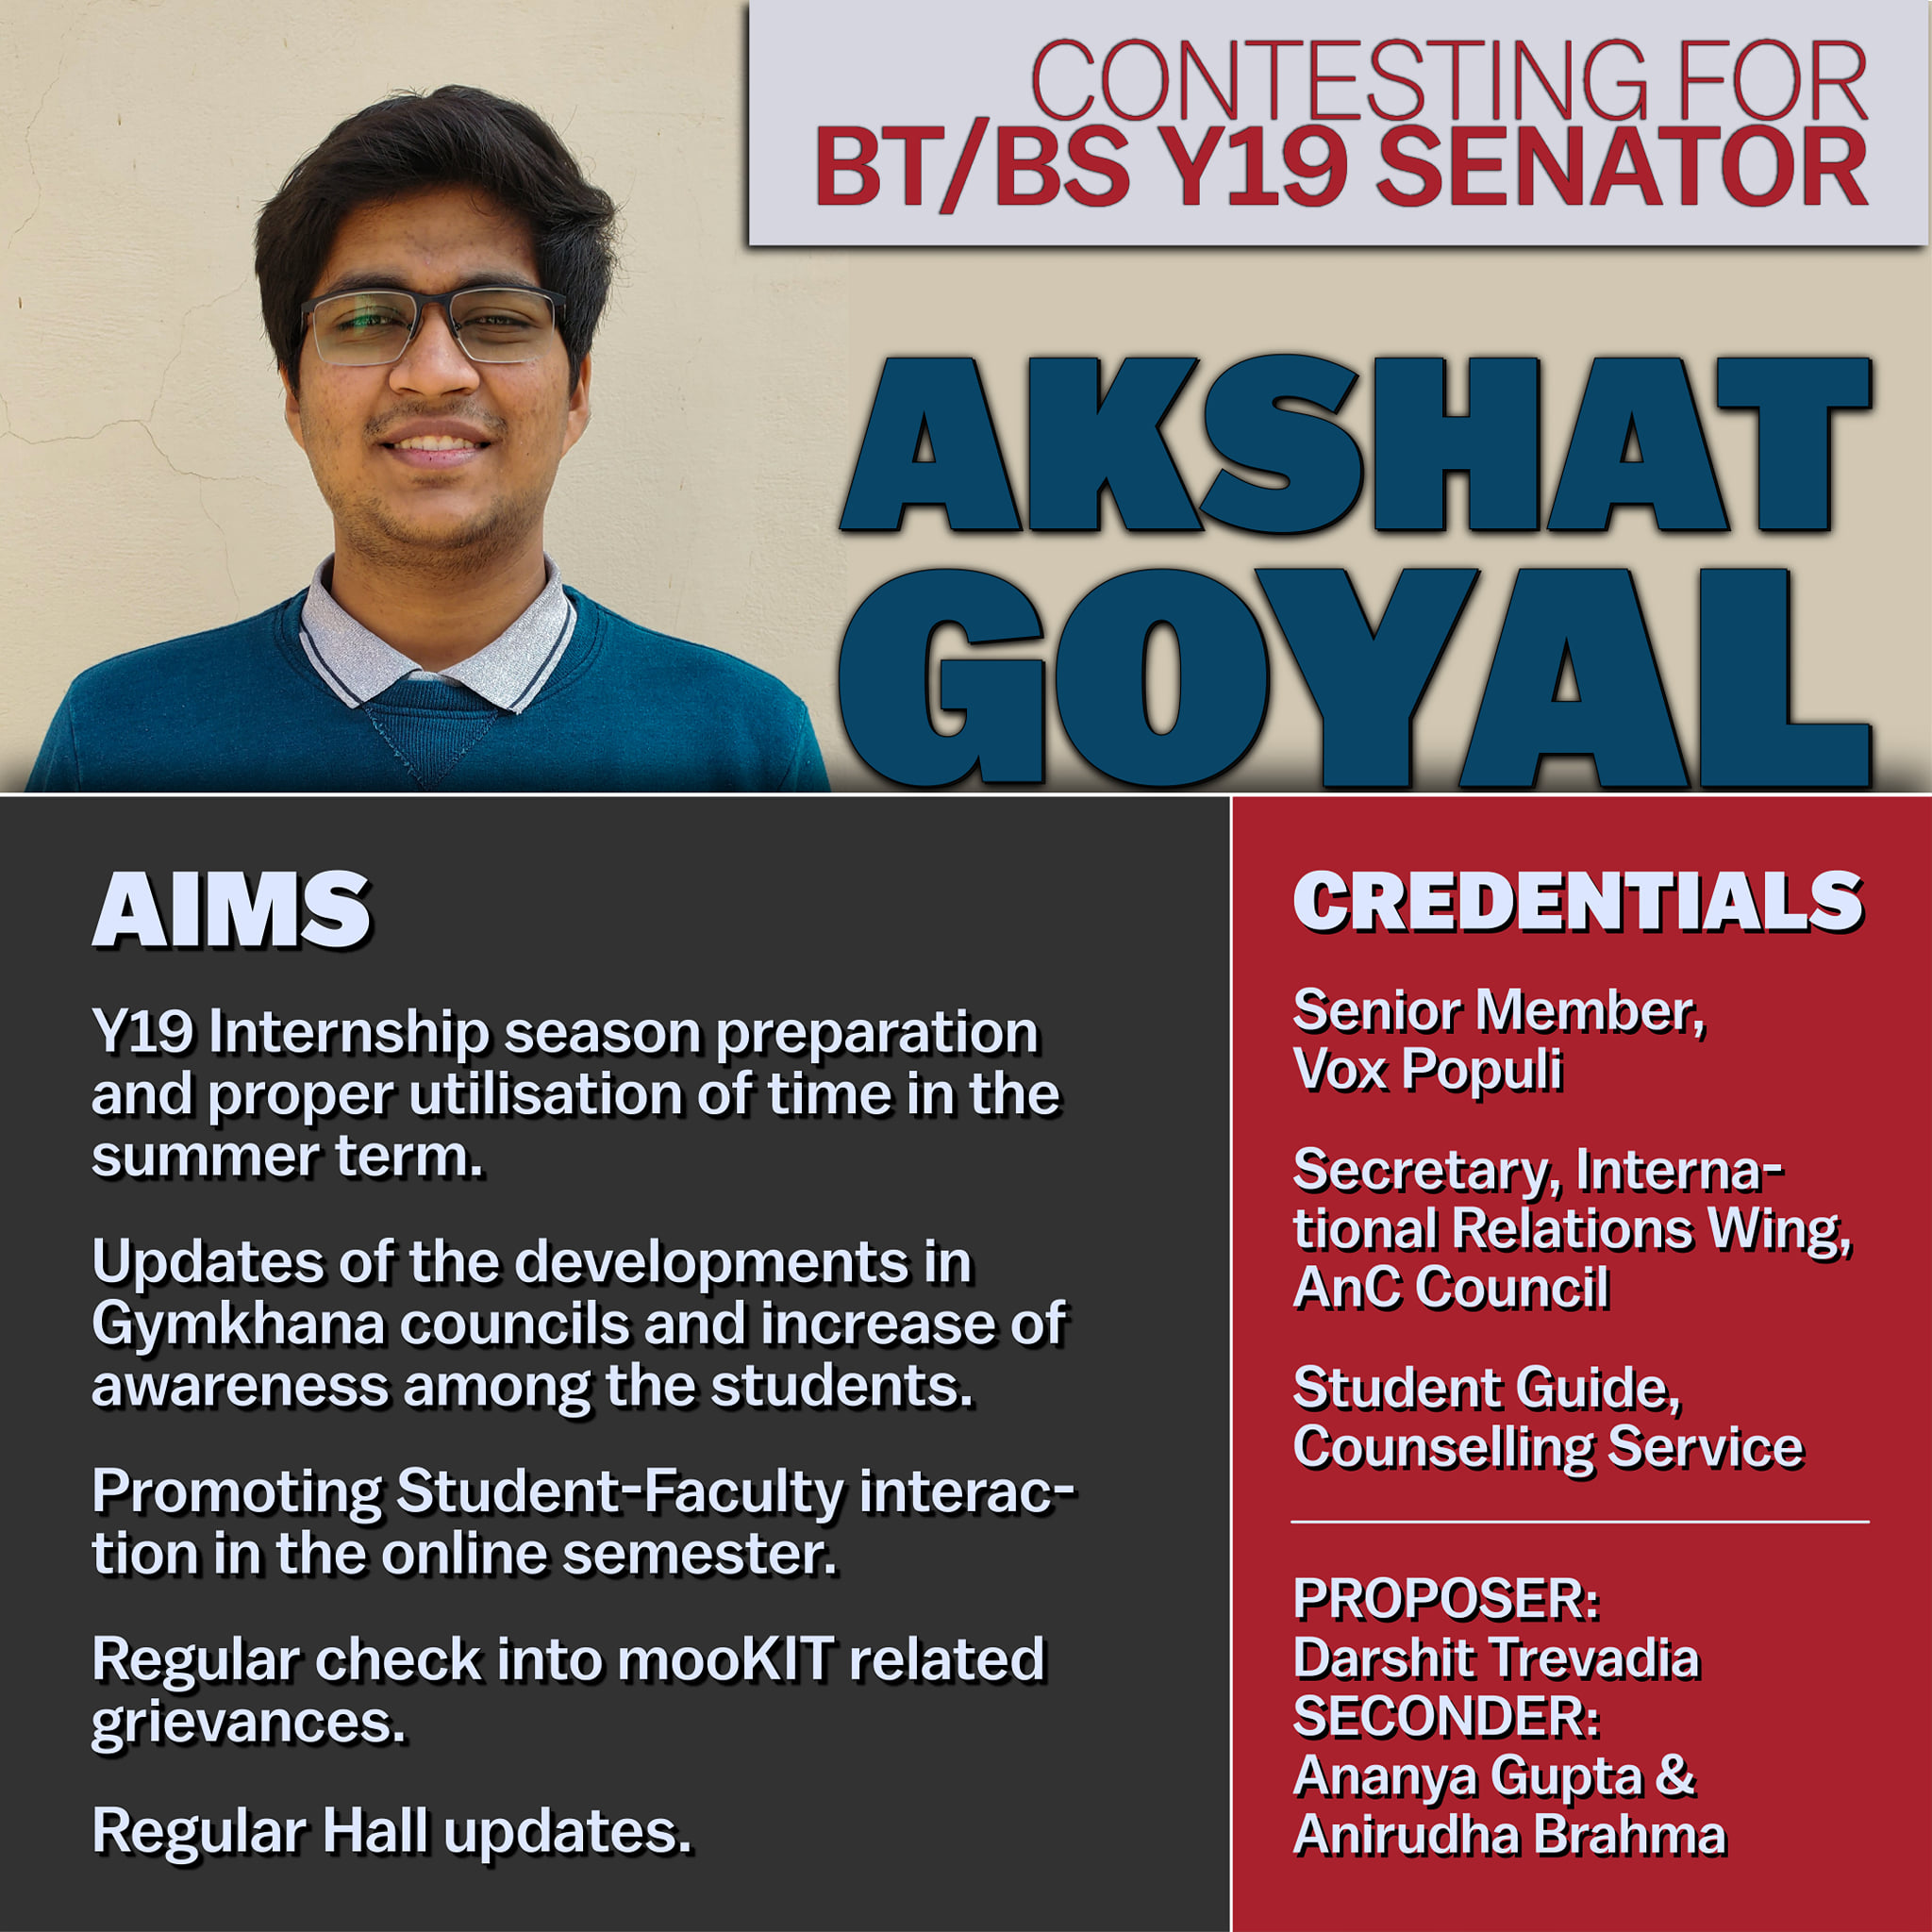 CONTESTING FOR
BT/BS Y19 SENATOR
AKSHAT
GOYAL
AIMS
Y19 Internship season preparation
and proper utilisation of time in the
summer term.
Updates of the developments in
Gymkhana councils and increase of
awareness among the students.
Promoting Student-Faculty interac-
tion in the online semester.
Regular check into mooKIT related
grievances.
Regular Hall updates.
CREDENTIALS
Senior Member,
Vox Populi
Secretary, Interna-
tional Relations Wing,
AnC Council
Student Guide,
Counselling Service
PROPOSER:
Darshit Trevadia
SECONDER:
Ananya Gupta &
Anirudha Brahma